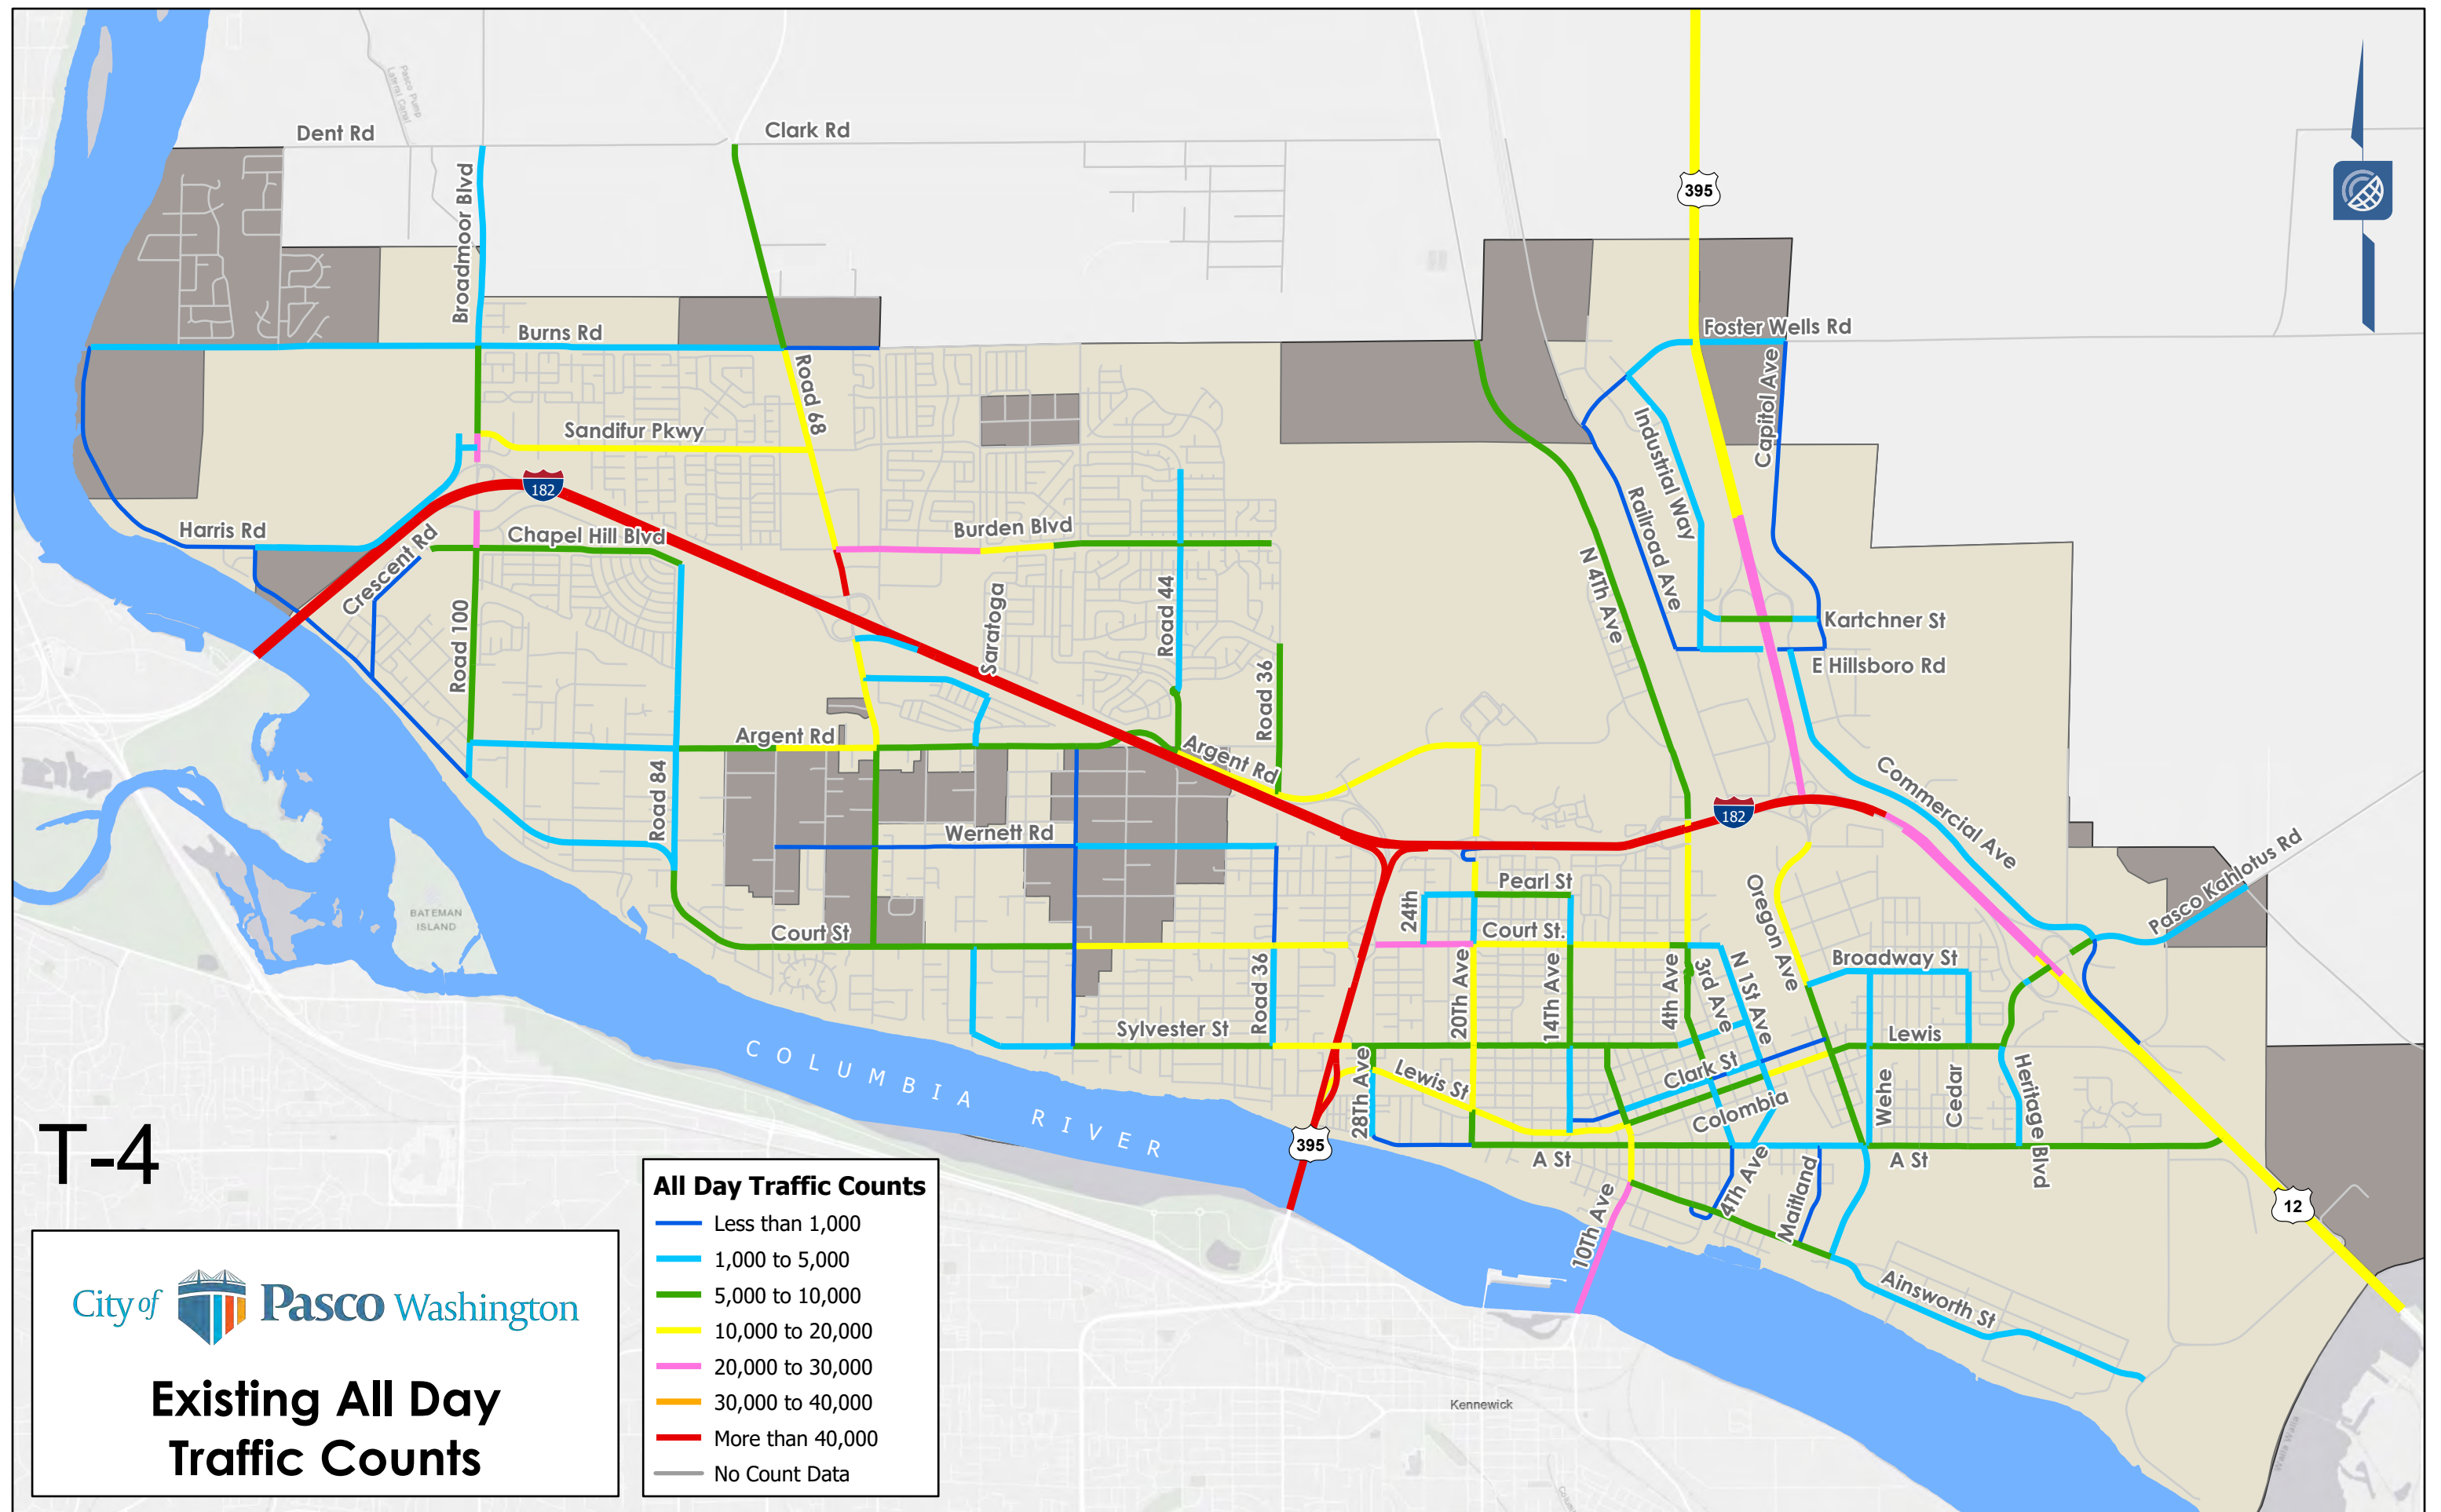 Pasco Pump
Lateral Canal
Dent Rd
Clark Rd
Broadmoor Blvd
395
Burns Rd
Foster Wells Rd
Road 68
Capitol Ave
Sandifur Pkwy
Industrial Way
182
Railroad Ave
Harris Rd
Crescent Rd
Chapel Hill Blvd
Burden Blvd
N 4Th Ave
Saratoga
Road 44
Road 100
Road 36
Kartchner St
E Hillsboro Rd
Argent Rd
Argent Rd
Road 84
Commercial Ave
182
Wernett Rd
Pearl St
Oregon Ave
24th
Pasco Kahlotus Rd
BATEMAN
ISLAND
Court St
Court St.
Broadway St
Road 36
20Th Ave
14Th Ave
4th Ave
3rd Ave
N 1St Ave
Sylvester St
Lewis
COLUMBIA RIVER
28Th Ave
Lewis St
Clark St
Colombia
Wehe
Cedar
Heritage Blvd
395
A St
A St
4Th Ave
Maitland
10Th Ave
12
Ainsworth St
Kennewick
Walla Walla
T-4
City of Pasco Washington
Existing All Day
Traffic Counts
All Day Traffic Counts
Less than 1,000
1,000 to 5,000
5,000 to 10,000
10,000 to 20,000
20,000 to 30,000
30,000 to 40,000
More than 40,000
No Count Data